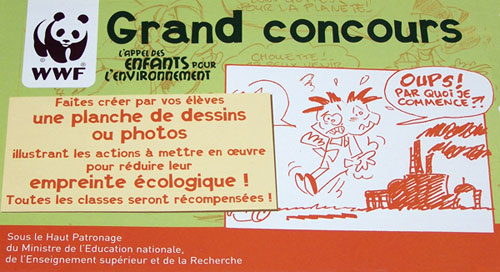 Grand concours
WWF
L'APPEL DES
ENFANTS POUR
L'ENVIRONNEMENT
Faites créer par vos élèves
une planche de dessins
ou photos
illustrant les actions à mettre en œuvre
pour réduire leur
empreinte écologique !
Toutes les classes seront récompensées !
OUPS!
PAR QUOI JE
COMMENCE ?!
Sous le Haut Patronage
du Ministre de l'Education nationale,
de l'Enseignement supérieur et de la Recherche